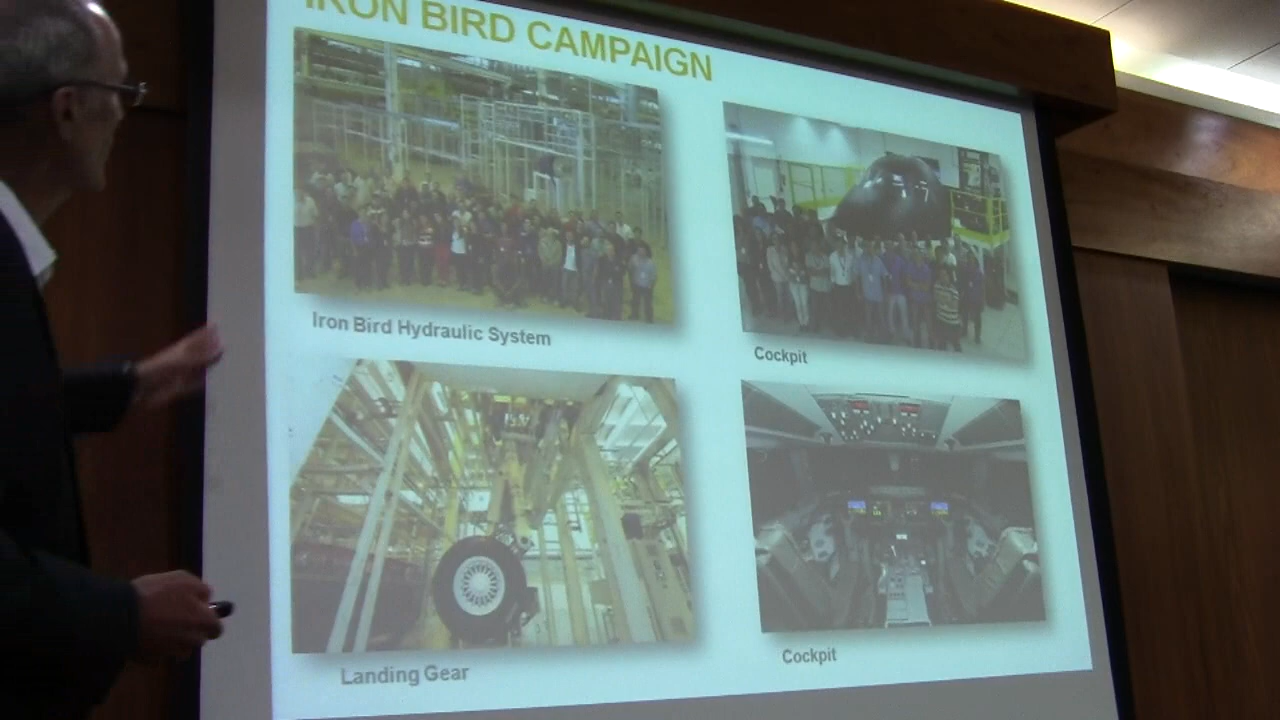 IRON BIRD CAMPAIGN
Iron Bird Hydraulic System
Cockpit
Landing Gear
Cockpit